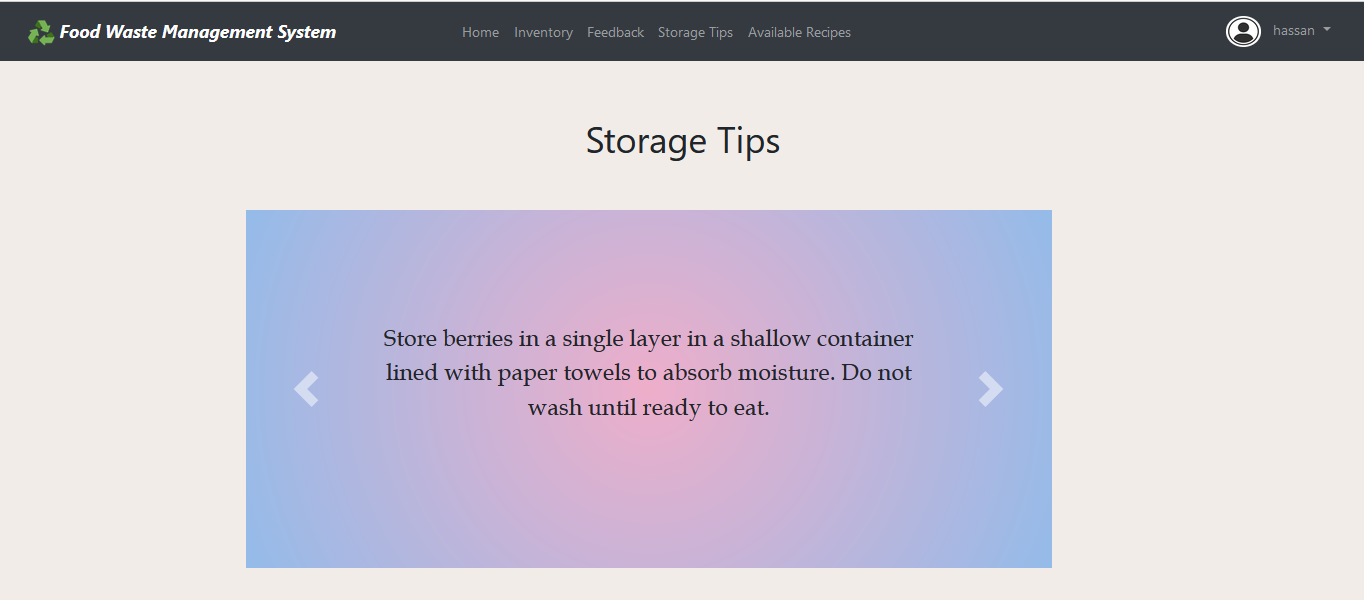 Food Waste Management System
Home Inventory Feedback Storage Tips Available Recipes
hassan
Storage Tips
Store berries in a single layer in a shallow container
lined with paper towels to absorb moisture. Do not
wash until ready to eat.